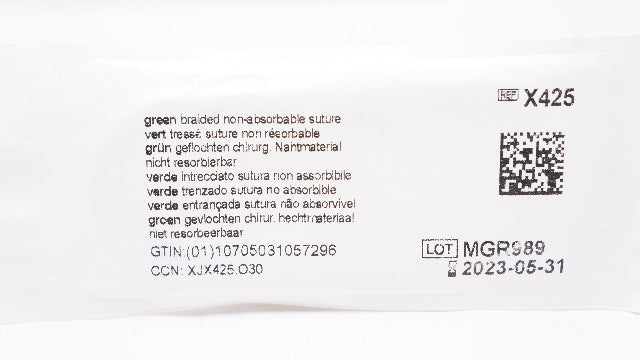 REF X425
green braided non-absorbable suture
vert tressé suture non résorbable
grün geflochten chirurg. Nahtmaterial
nicht resorbierbar
verde intrecciato sutura non assorbibile
verde trenzado sutura no absorbible
verde entrançada sutura não absorvível
groen gevlochten chirur. hechtmateriaal
niet resorbeerbaar
GTIN:(01)10705031057296
CCN: XJX425.O30
LOT MGR989
2023-05-31